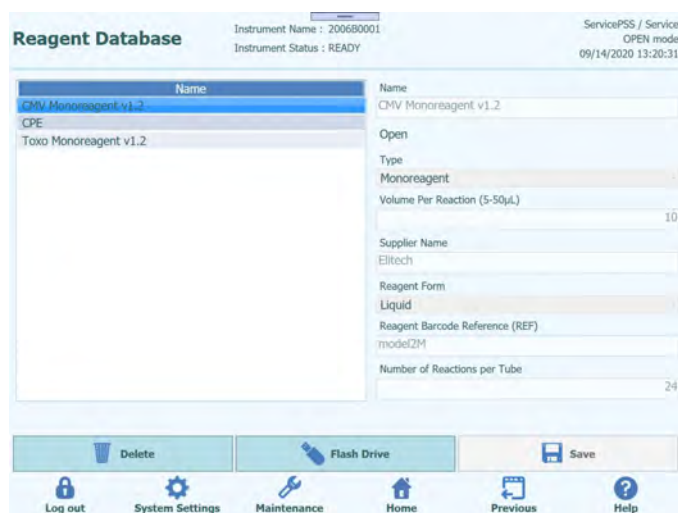 Reagent Database
Instrument Name : 200680001
Instrument Status : READY
ServicePSS / Service
OPEN mode
09/14/2020 13:20:31
Name
CMV Monoreagent v1.2
CPE
Toxo Monoreagent v1.2
Name
CMV Monoreagent v1.2
Open
Type
Monoreagent
Volume Per Reaction (5-50µL)
10
Supplier Name
Elitech
Reagent Form
Liquid
Reagent Barcode Reference (REF)
model2M
Number of Reactions per Tube
24
Delete
Flash Drive
Save
Log out
System Settings
Maintenance
Home
Previous
Help